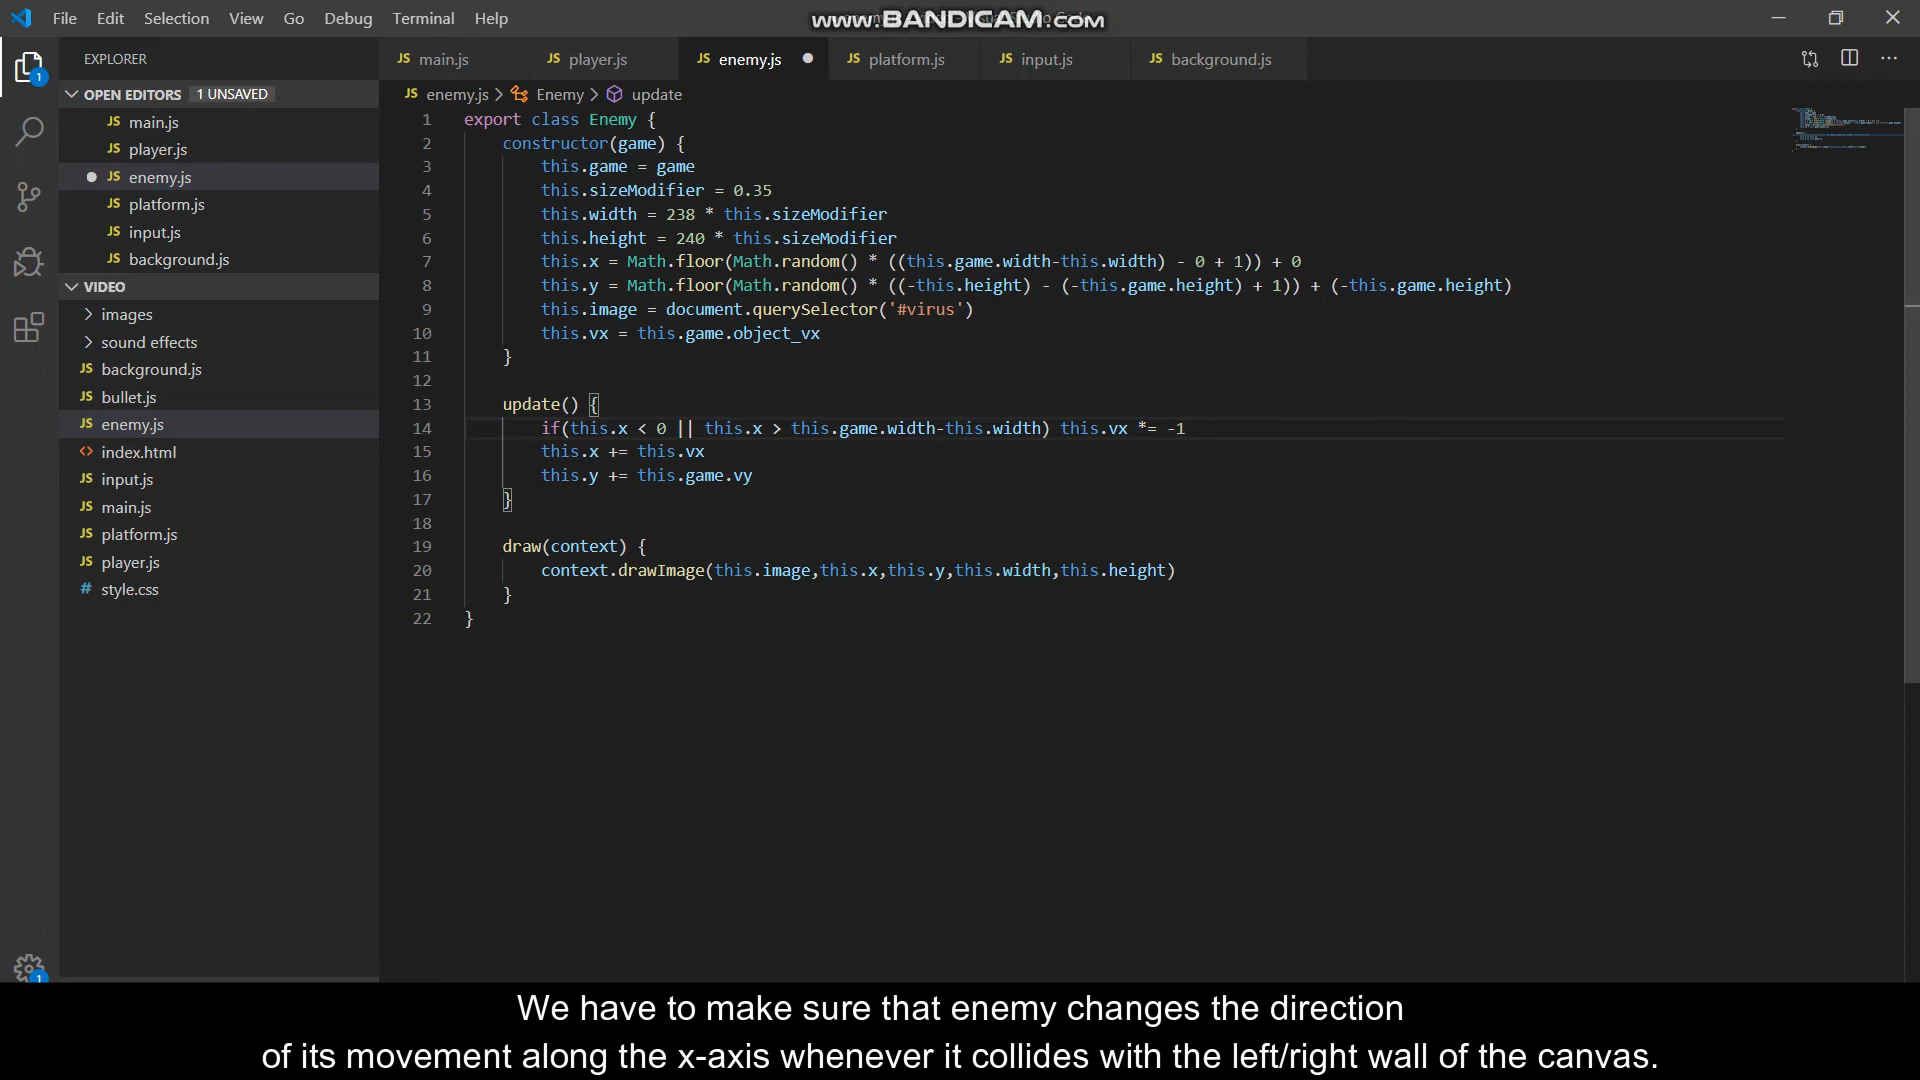 File Edit Selection View Go Debug Terminal Help
www.BANDICAM.com
EXPLORER
OPEN EDITORS 1 UNSAVED
JS main.js
JS player.js
JS enemy.js
JS platform.js
JS input.js
JS background.js
VIDEO
images
sound effects
JS background.js
JS bullet.js
JS enemy.js
<> index.html
JS input.js
JS main.js
JS platform.js
JS player.js
# style.css
1
1
JS main.js JS player.js JS enemy.js JS platform.js JS input.js JS background.js
JS enemy.js > Enemy > update
1 export class Enemy {
2 constructor(game) {
3 this.game = game
4 this.sizeModifier = 0.35
5 this.width = 238 * this.sizeModifier
6 this.height = 240 * this.sizeModifier
7 this.x = Math.floor(Math.random() * ((this.game.width-this.width) - 0 + 1)) + 0
8 this.y = Math.floor(Math.random() * ((-this.height) - (-this.game.height) + 1)) + (-this.game.height)
9 this.image = document.querySelector('#virus')
10 this.vx = this.game.object_vx
11 }
12
13 update() {
14 if(this.x < 0 || this.x > this.game.width-this.width) this.vx *= -1
15 this.x += this.vx
16 this.y += this.game.vy
17 }
18
19 draw(context) {
20 context.drawImage(this.image,this.x,this.y,this.width,this.height)
21 }
22 }
We have to make sure that enemy changes the direction
of its movement along the x-axis whenever it collides with the left/right wall of the canvas.